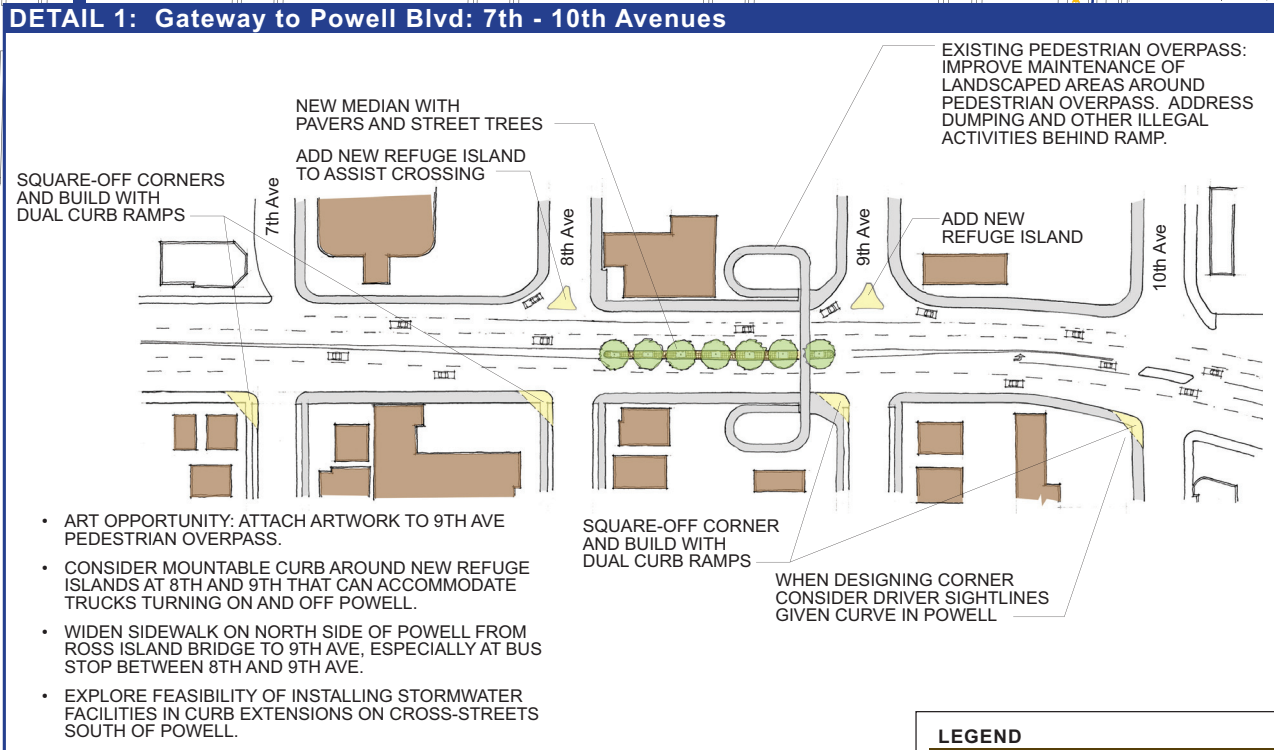 DETAIL 1: Gateway to Powell Blvd: 7th - 10th Avenues
EXISTING PEDESTRIAN OVERPASS:
IMPROVE MAINTENANCE OF
LANDSCAPED AREAS AROUND
PEDESTRIAN OVERPASS. ADDRESS
DUMPING AND OTHER ILLEGAL
ACTIVITIES BEHIND RAMP.
NEW MEDIAN WITH
PAVERS AND STREET TREES
ADD NEW REFUGE ISLAND
TO ASSIST CROSSING
SQUARE-OFF CORNERS
AND BUILD WITH
DUAL CURB RAMPS
7th Ave
8th Ave
9th Ave
ADD NEW
REFUGE ISLAND
10th Ave
SQUARE-OFF CORNER
AND BUILD WITH
DUAL CURB RAMPS
WHEN DESIGNING CORNER
CONSIDER DRIVER SIGHTLINES
GIVEN CURVE IN POWELL
• ART OPPORTUNITY: ATTACH ARTWORK TO 9TH AVE
PEDESTRIAN OVERPASS.
• CONSIDER MOUNTABLE CURB AROUND NEW REFUGE
ISLANDS AT 8TH AND 9TH THAT CAN ACCOMMODATE
TRUCKS TURNING ON AND OFF POWELL.
• WIDEN SIDEWALK ON NORTH SIDE OF POWELL FROM
ROSS ISLAND BRIDGE TO 9TH AVE, ESPECIALLY AT BUS
STOP BETWEEN 8TH AND 9TH AVE.
• EXPLORE FEASIBILITY OF INSTALLING STORMWATER
FACILITIES IN CURB EXTENSIONS ON CROSS-STREETS
SOUTH OF POWELL.
LEGEND